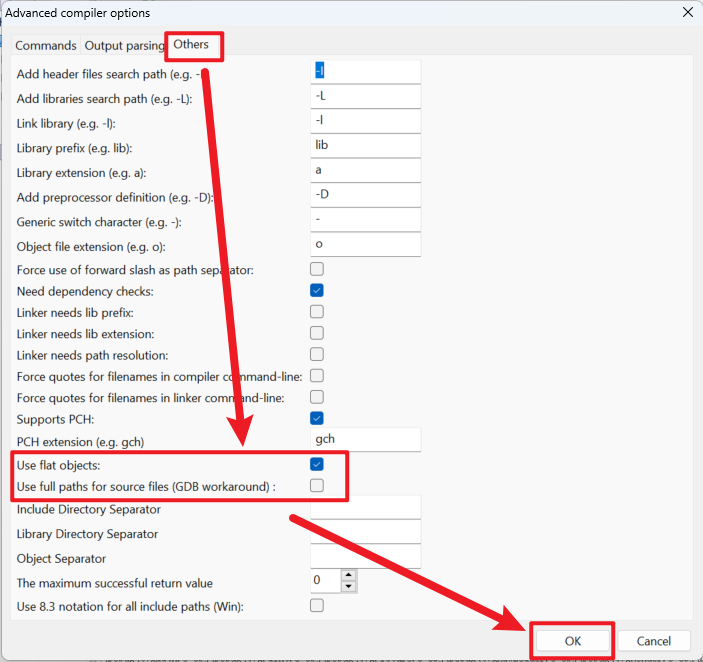 Advanced compiler options
Commands Output parsing Others
Add header files search path (e.g. - -I
Add libraries search path (e.g. -L): -L
Link library (e.g. -l): -l
Library prefix (e.g. lib): lib
Library extension (e.g. a): a
Add preprocessor definition (e.g. -D): -D
Generic switch character (e.g. -): -
Object file extension (e.g. o): o
Force use of forward slash as path separator:
Need dependency checks:
Linker needs lib prefix:
Linker needs lib extension:
Linker needs path resolution:
Force quotes for filenames in compiler command-line:
Force quotes for filenames in linker command-line:
Supports PCH:
PCH extension (e.g. gch) gch
Use flat objects:
Use full paths for source files (GDB workaround) :
Include Directory Separator
Library Directory Separator
Object Separator
The maximum successful return value 0
Use 8.3 notation for all include paths (Win):
OK Cancel